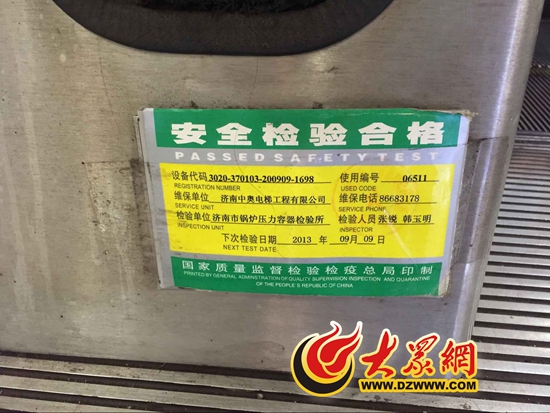 安全检验合格
PASSED SAFETY TEST
设备代码 3020-370103-200909-1698 使用编号 06511
REGISTRATION NUMBER USED CODE
维保单位 济南中奥电梯工程有限公司 维保电话 86683178
SERVICE UNIT SERVICE PHONE
检验单位 济南市锅炉压力容器检验所 检验人员 张锐 韩玉明
INSPECTION UNIT INSPECTOR
下次检验日期 2013 年 09月 09日
NEXT TEST DATE:
国家质量监督检验检疫总局印制
PRINTED BY GENERAL ADMINISTRATION OF QUALITY SUPERVISION INSPECTION AND QUARANTINE
OF THE PEOPLE'S REPUBLIC OF CHINA
大众網
WWW.DZWWW.COM